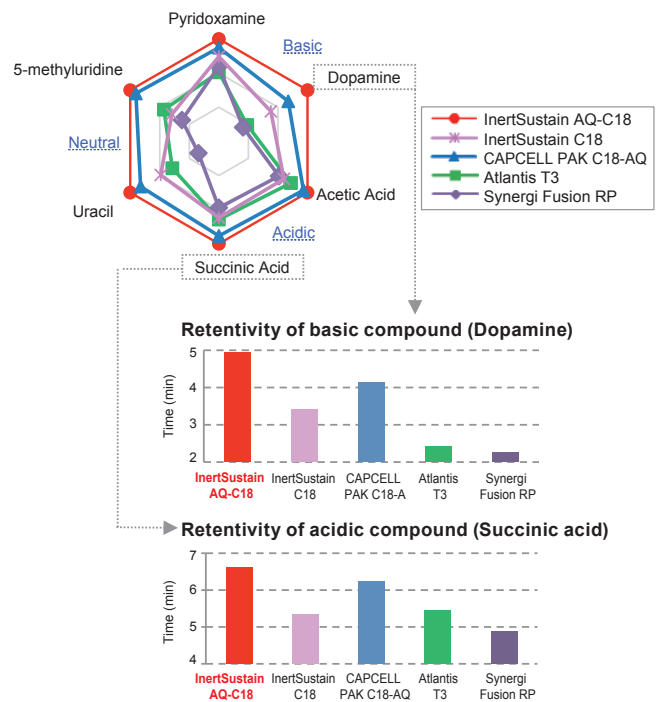 Pyridoxamine
Basic
5-methyluridine
Dopamine
InertSustain AQ-C18
InertSustain C18
CAPCELL PAK C18-AQ
Atlantis T3
Synergi Fusion RP
Neutral
Acetic Acid
Uracil
Acidic
Succinic Acid
Retentivity of basic compound (Dopamine)
5
4
3
2
Time (min)
InertSustain
AQ-C18
InertSustain
C18
CAPCELL
PAK C18-A
Atlantis
T3
Synergi
Fusion RP
Retentivity of acidic compound (Succinic acid)
7
6
5
4
Time (min)
InertSustain
AQ-C18
InertSustain
C18
CAPCELL
PAK C18-AQ
Atlantis
T3
Synergi
Fusion RP